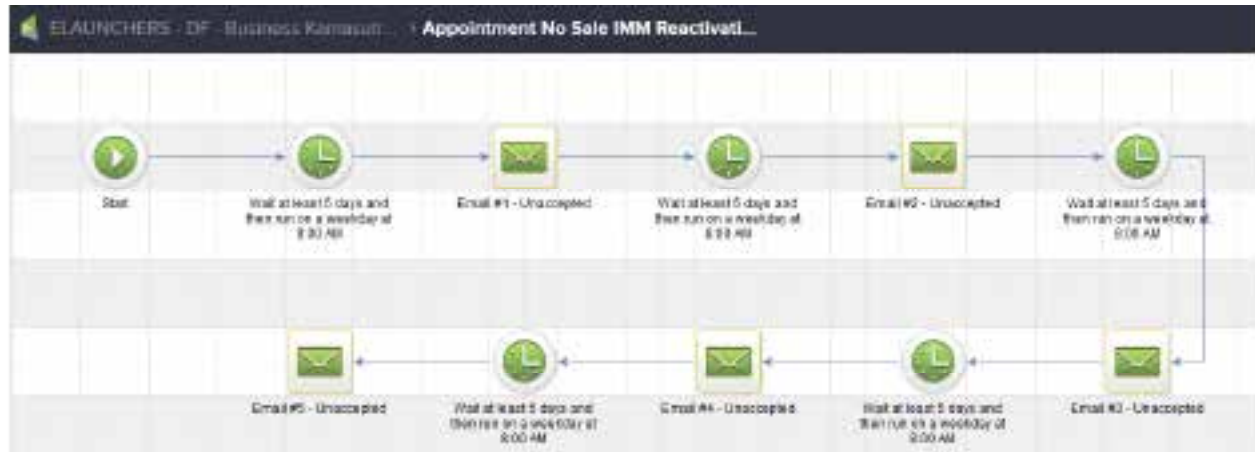 ELAUNCHERS - DF - Business Kamasut... › Appointment No Sale IMM Reactivati...
Start
Wait at least 5 days and
then run on a weekday at
8:00 AM
Email #1 - Unaccepted
Wait at least 5 days and
then run on a weekday at
8:00 AM
Email #2 - Unaccepted
Wait at least 5 days and
then run on a weekday at
8:00 AM
Email #5 - Unaccepted
Wait at least 5 days and
then run on a weekday at
8:00 AM
Email #4 - Unaccepted
Wait at least 5 days and
then run on a weekday at
8:00 AM
Email #3 - Unaccepted